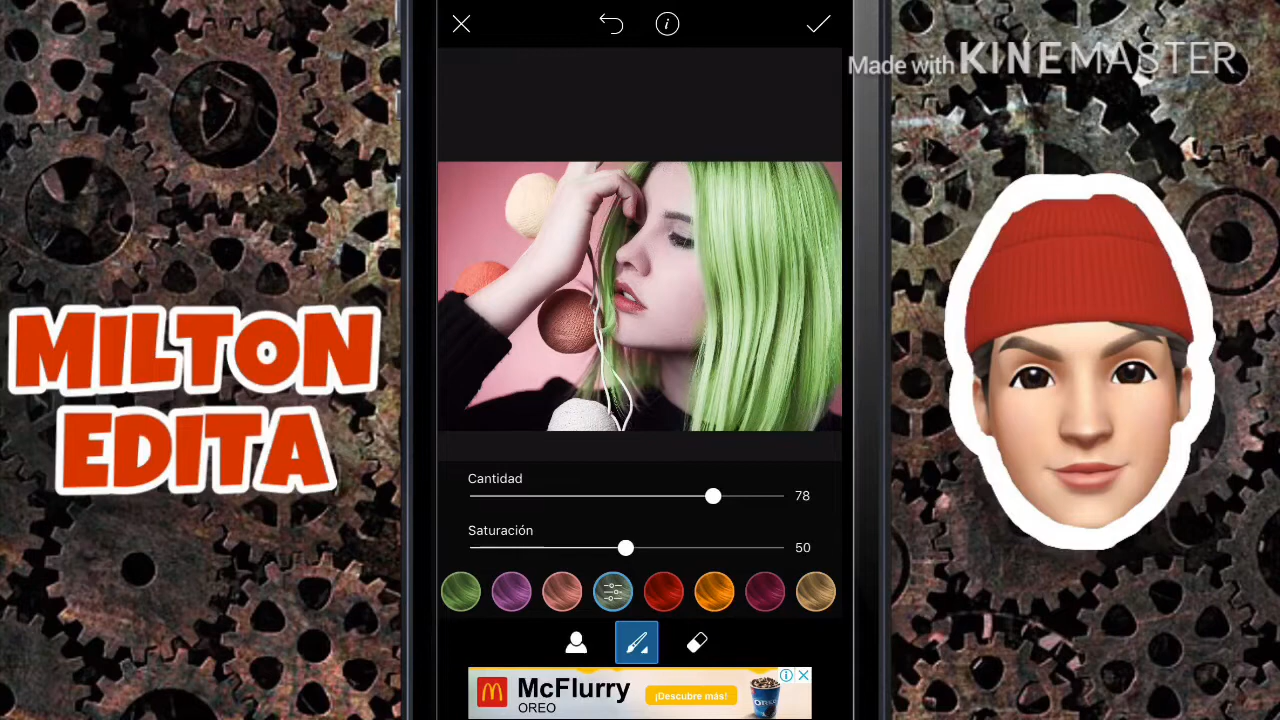 Made with KINEMASTER
MILTON
EDITA
Cantidad
78
Saturación
50
McFlurry
OREO
¡Descubre más!